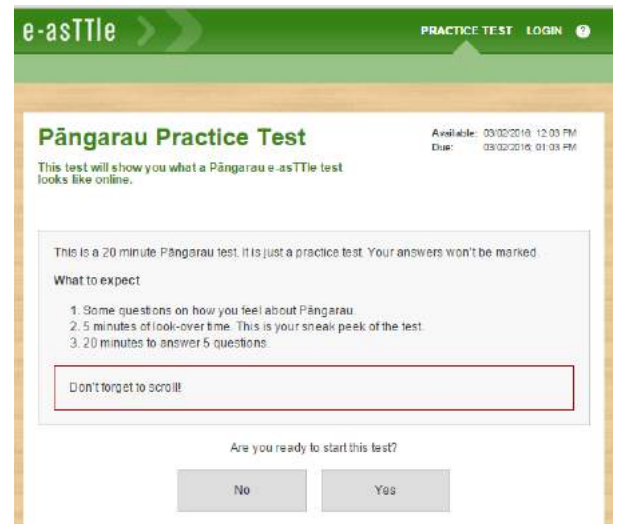 e-asTTle
PRACTICE TEST LOGIN ?
Pāngarau Practice Test
Available: 03/02/2016, 12:03 PM
Due: 03/02/2016, 01:03 PM
This test will show you what a Pāngarau e-asTTle test
looks like online.
This is a 20 minute Pāngarau test. It is just a practice test. Your answers won't be marked.
What to expect
1. Some questions on how you feel about Pāngarau.
2. 5 minutes of look-over time. This is your sneak peek of the test.
3. 20 minutes to answer 5 questions.
Don't forget to scroll!
Are you ready to start this test?
No Yes